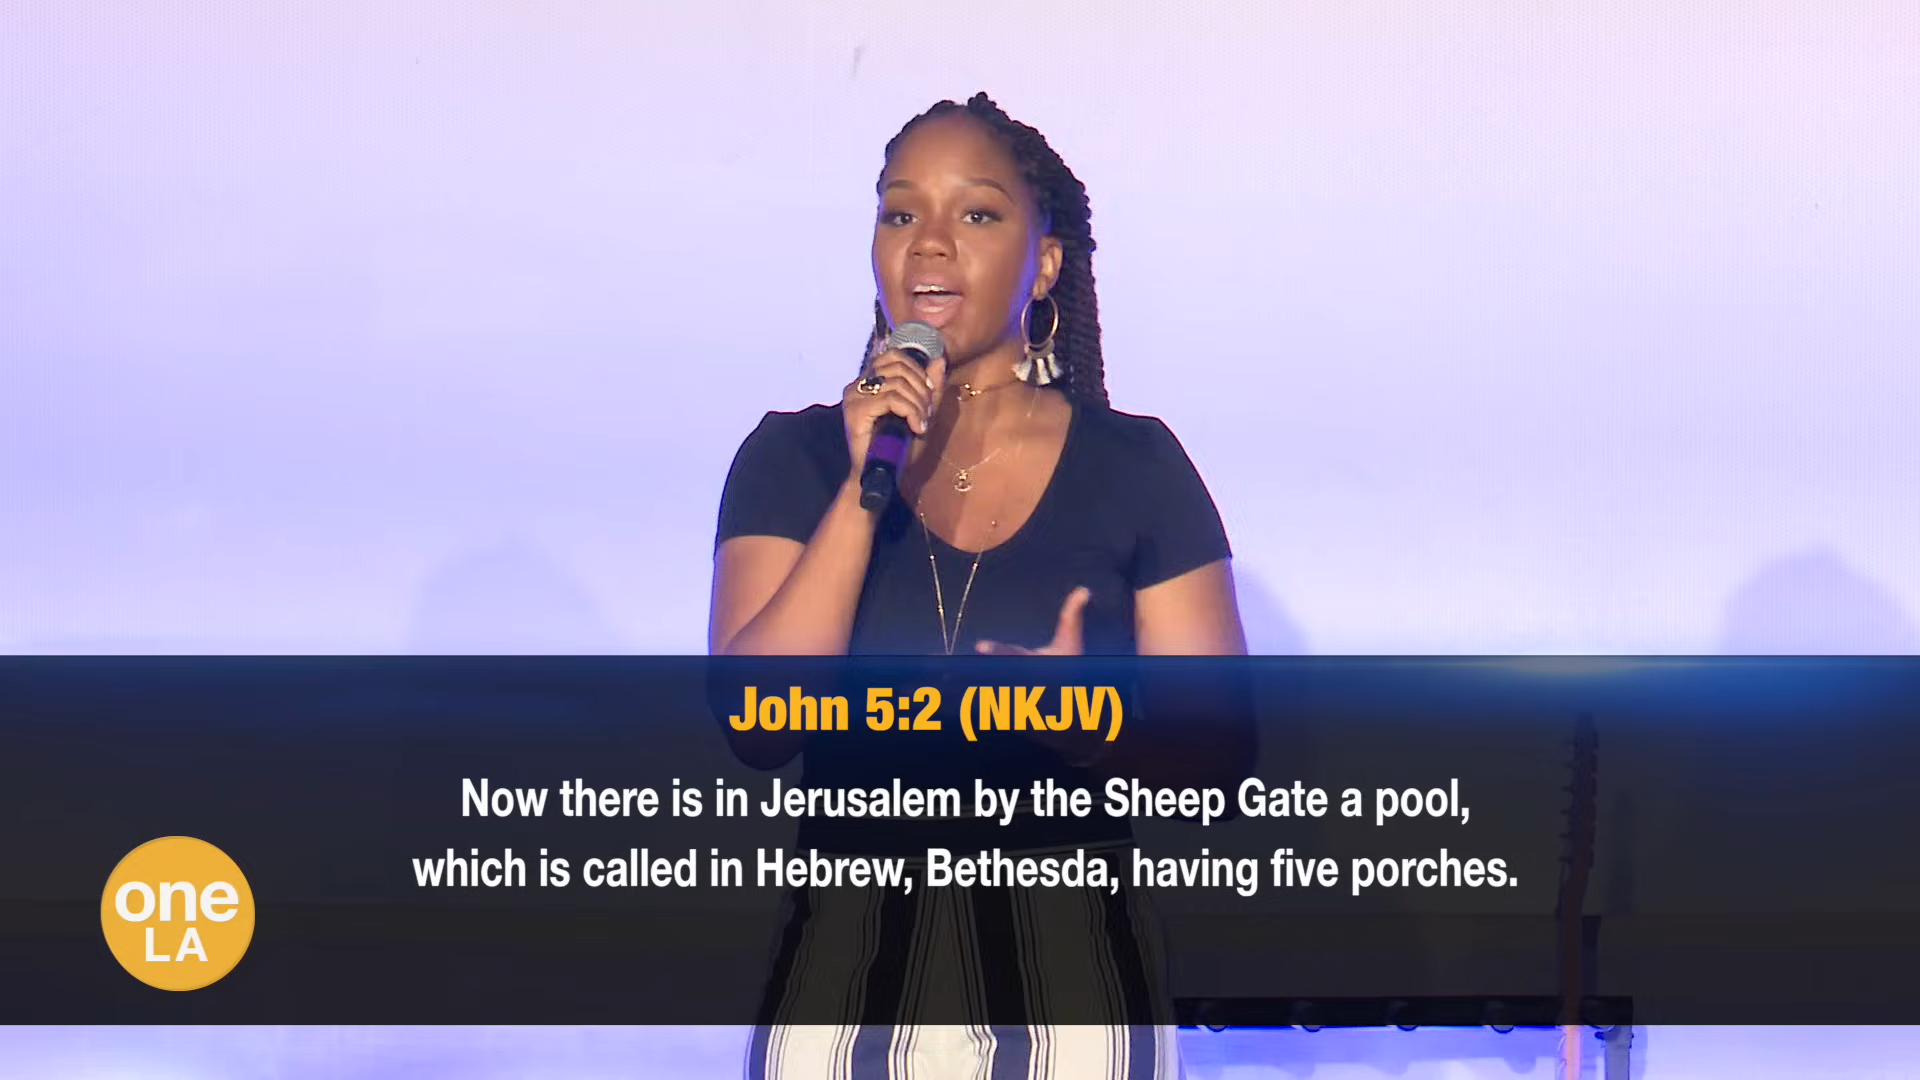 John 5:2 (NKJV)
Now there is in Jerusalem by the Sheep Gate a pool,
which is called in Hebrew, Bethesda, having five porches.
one
LA